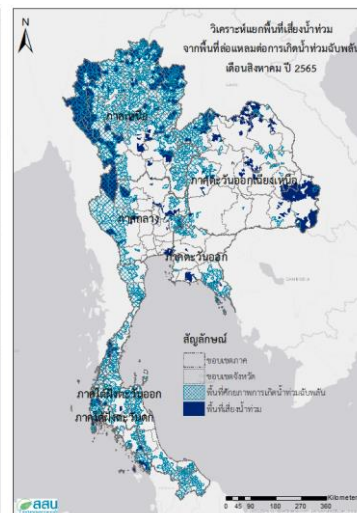 วิเคราะห์แยกพื้นที่เสี่ยงน้ำท่วม
จากพื้นที่ล่อแหลมต่อการเกิดน้ำท่วมฉับพลัน
เดือนสิงหาคม ปี 2565
N
ภาคเหนือ
ภาคตะวันออกเฉียงเหนือ
ภาคกลาง
ภาคตะวันออก
CAMBODIA
ภาคใต้ฝั่งตะวันออก
ภาคใต้ฝั่งตะวันตก
สัญลักษณ์
ขอบเขตภาค
ขอบเขตจังหวัด
พื้นที่ศักยภาพการเกิดน้ำท่วมฉับพลัน
พื้นที่เสี่ยงน้ำท่วม
สสน
Kilometers
0 45 90 180 270 360